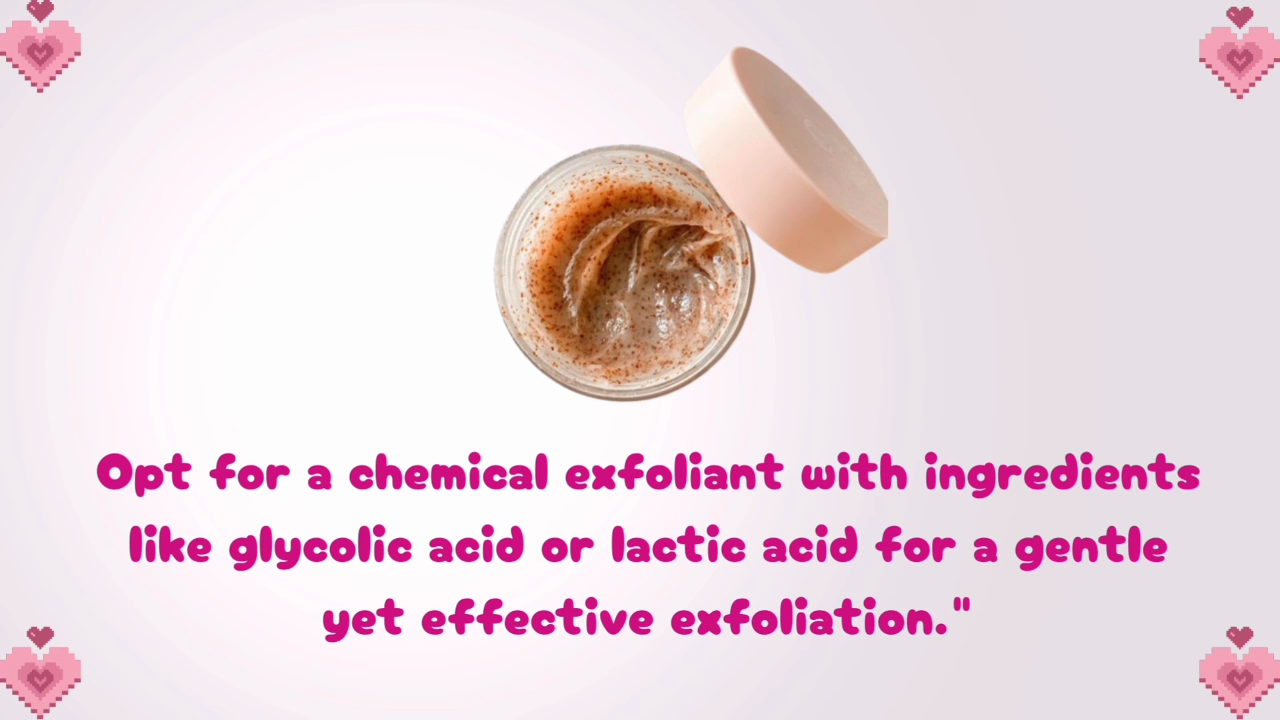 Opt for a chemical exfoliant with ingredients
like glycolic acid or lactic acid for a gentle
yet effective exfoliation."